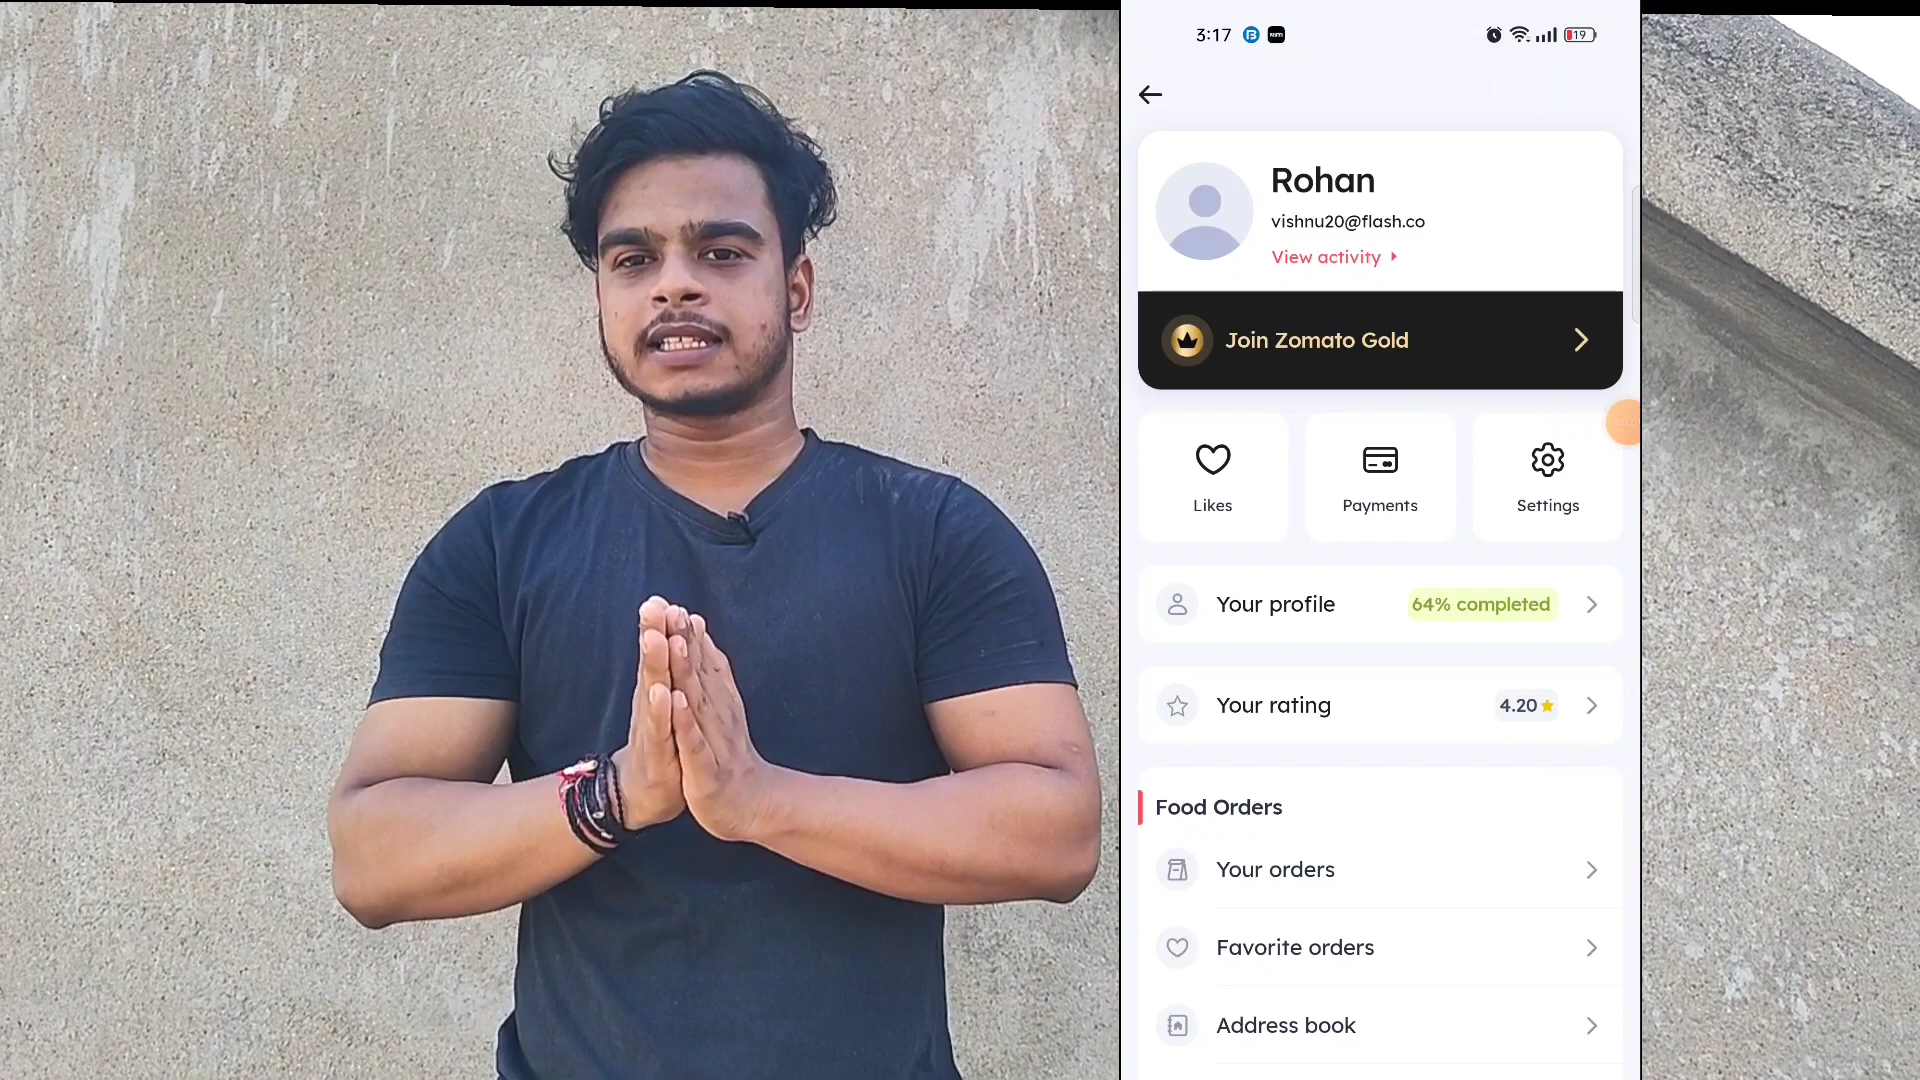 3:17
19
Rohan
vishnu20@flash.co
View activity
Join Zomato Gold
Likes
Payments
Settings
Your profile
64% completed
Your rating
4.20
Food Orders
Your orders
Favorite orders
Address book